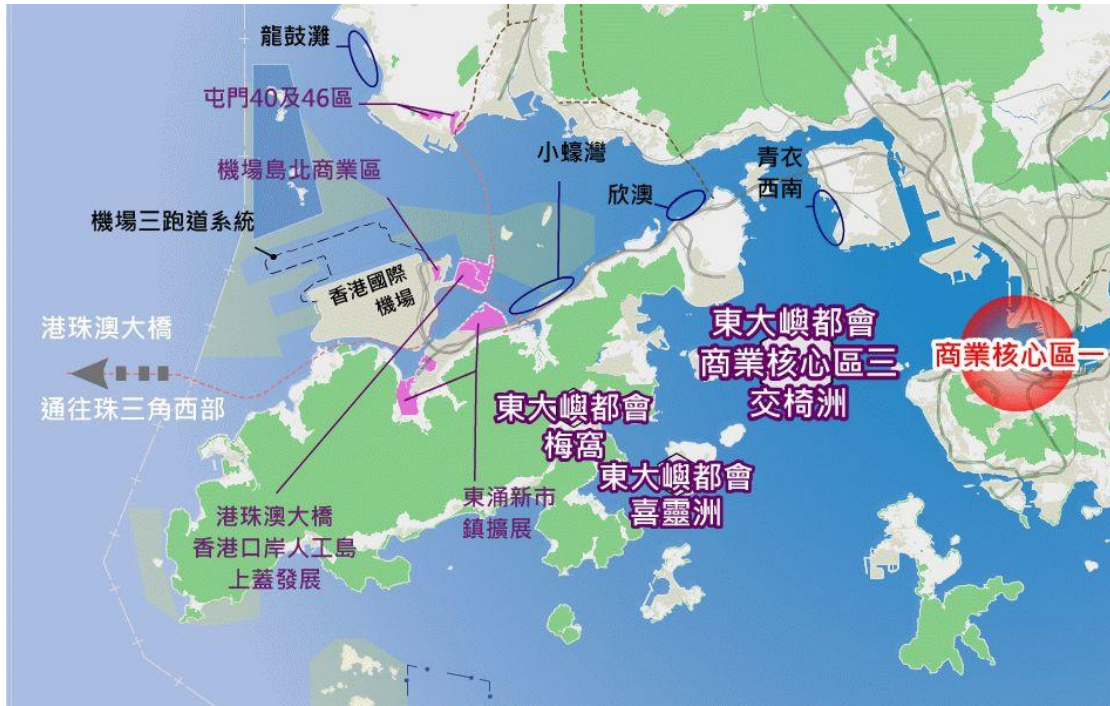 龍鼓灘
屯門40及46區
小蠔灣
青衣
西南
機場島北商業區
欣澳
機場三跑道系統
香港國際
機場
港珠澳大橋
通往珠三角西部
東大嶼都會
商業核心區三
交椅洲
商業核心區一
東大嶼都會
梅窩
東大嶼都會
喜靈洲
港珠澳大橋
香港口岸人工島
上蓋發展
東涌新市
鎮擴展